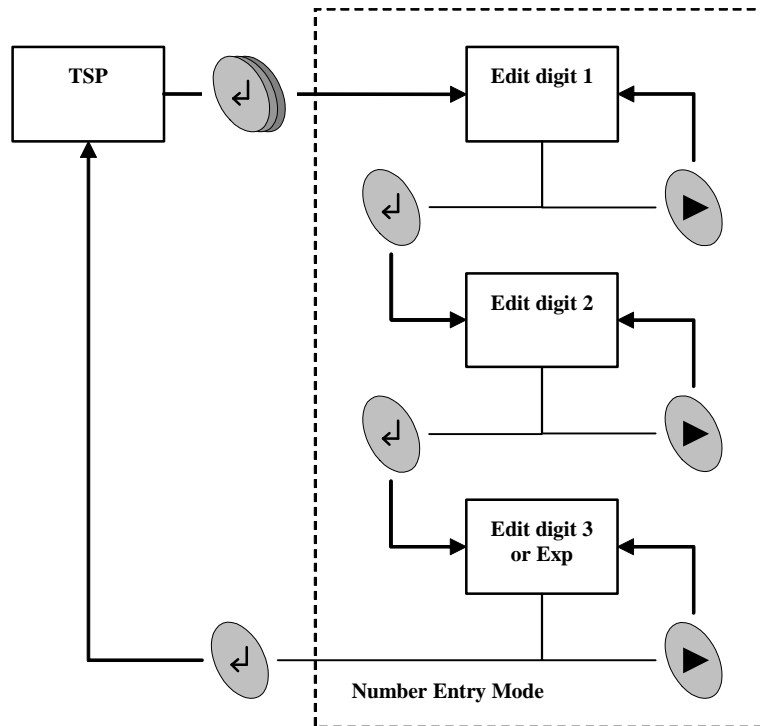 TSP
Edit digit 1
Edit digit 2
Edit digit 3
or Exp
Number Entry Mode